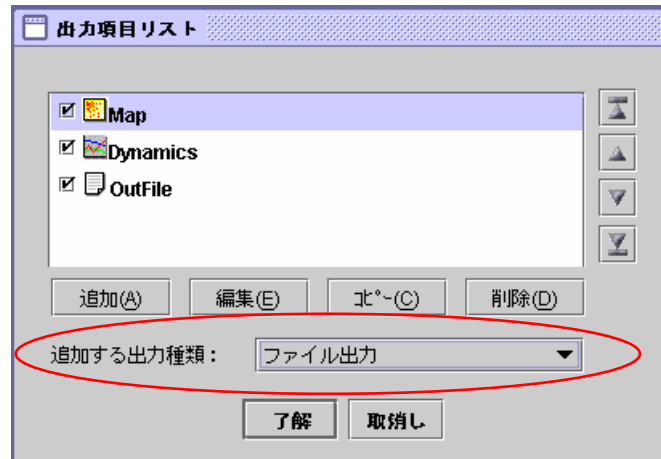 出力項目リスト
Map
Dynamics
OutFile
追加(A) 編集(E) ｺﾋﾟｰ(C) 削除(D)
追加する出力種類： ファイル出力
了解 取消し